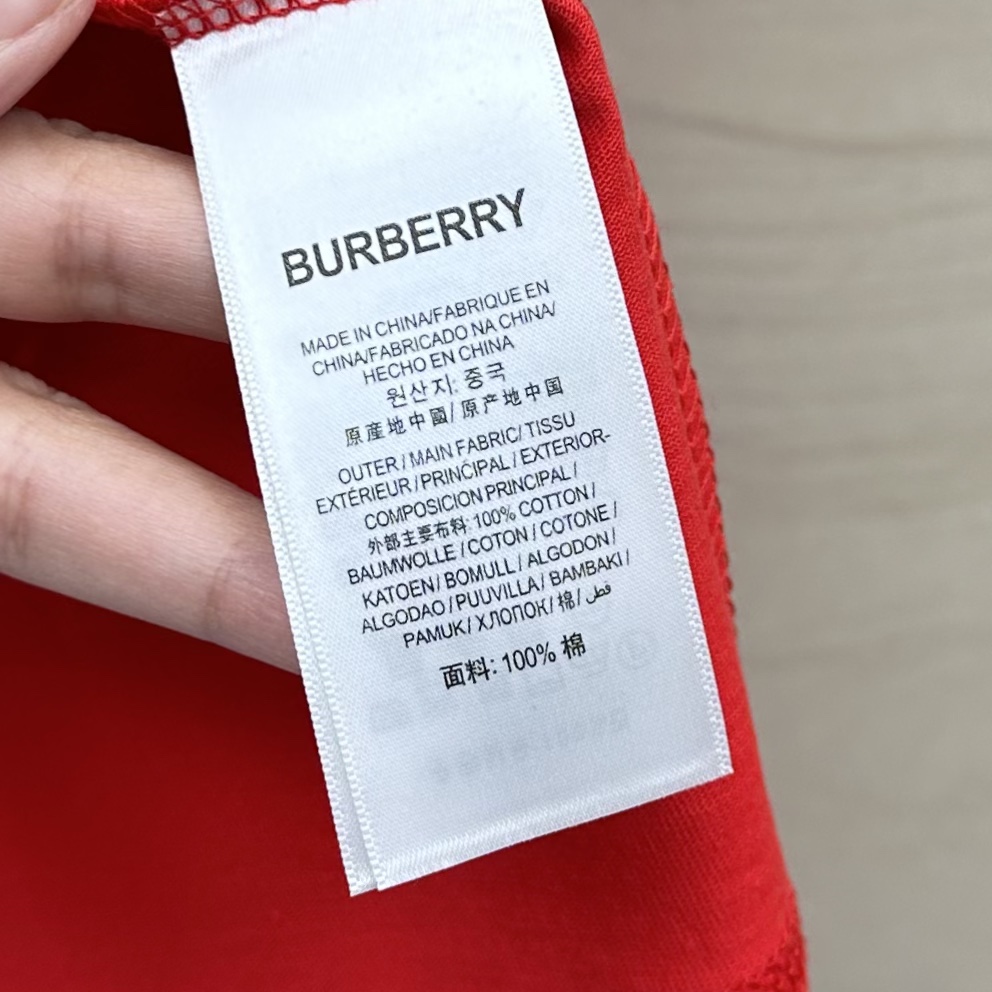 BURBERRY
MADE IN CHINA/FABRIQUE EN
CHINA/FABRICADO NA CHINA/
HECHO EN CHINA
원산지: 중국
原產地中國/ 原产地中国
OUTER / MAIN FABRIC/ TISSU
EXTÉRIEUR / PRINCIPAL / EXTERIOR-
COMPOSICION PRINCIPAL /
外部主要布料: 100% COTTON /
BAUMWOLLE / COTON / COTONE /
KATOEN / BOMULL / ALGODON /
ALGODAO / PUUVILLA / BAMBAKI /
PAMUK / ХЛОПОК / 棉 / قطن
面料: 100% 棉